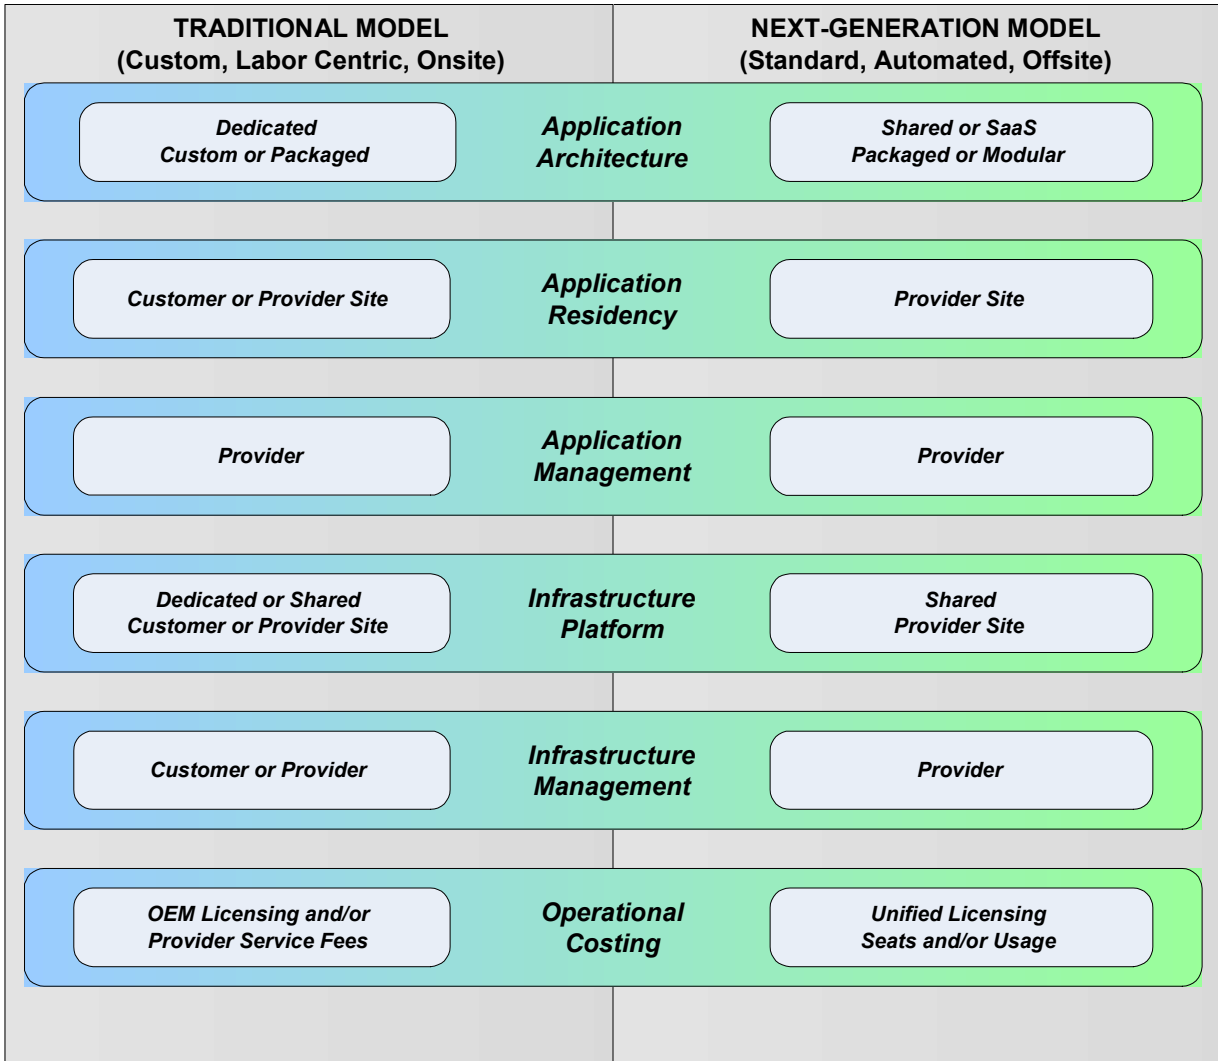 TRADITIONAL MODEL
(Custom, Labor Centric, Onsite)
NEXT-GENERATION MODEL
(Standard, Automated, Offsite)
Dedicated
Custom or Packaged
Application
Architecture
Shared or SaaS
Packaged or Modular
Customer or Provider Site
Application
Residency
Provider Site
Provider
Application
Management
Provider
Dedicated or Shared
Customer or Provider Site
Infrastructure
Platform
Shared
Provider Site
Customer or Provider
Infrastructure
Management
Provider
OEM Licensing and/or
Provider Service Fees
Operational
Costing
Unified Licensing
Seats and/or Usage